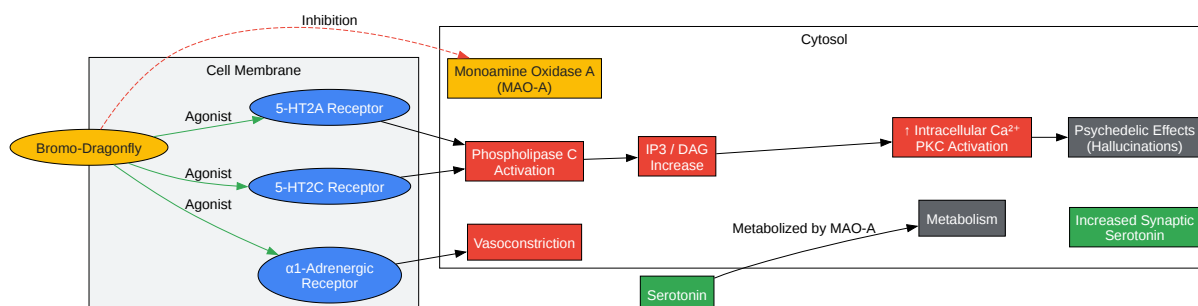 Inhibition
Cytosol
Cell Membrane
Monoamine Oxidase A
(MAO-A)
Agonist
5-HT2A Receptor
Bromo-Dragonfly
Phospholipase C
Activation
IP3 / DAG
Increase
↑ Intracellular Ca²⁺
PKC Activation
Psychedelic Effects
(Hallucinations)
Agonist
5-HT2C Receptor
Agonist
Vasoconstriction
Metabolized by MAO-A
Metabolism
Increased Synaptic
Serotonin
α1-Adrenergic
Receptor
Serotonin